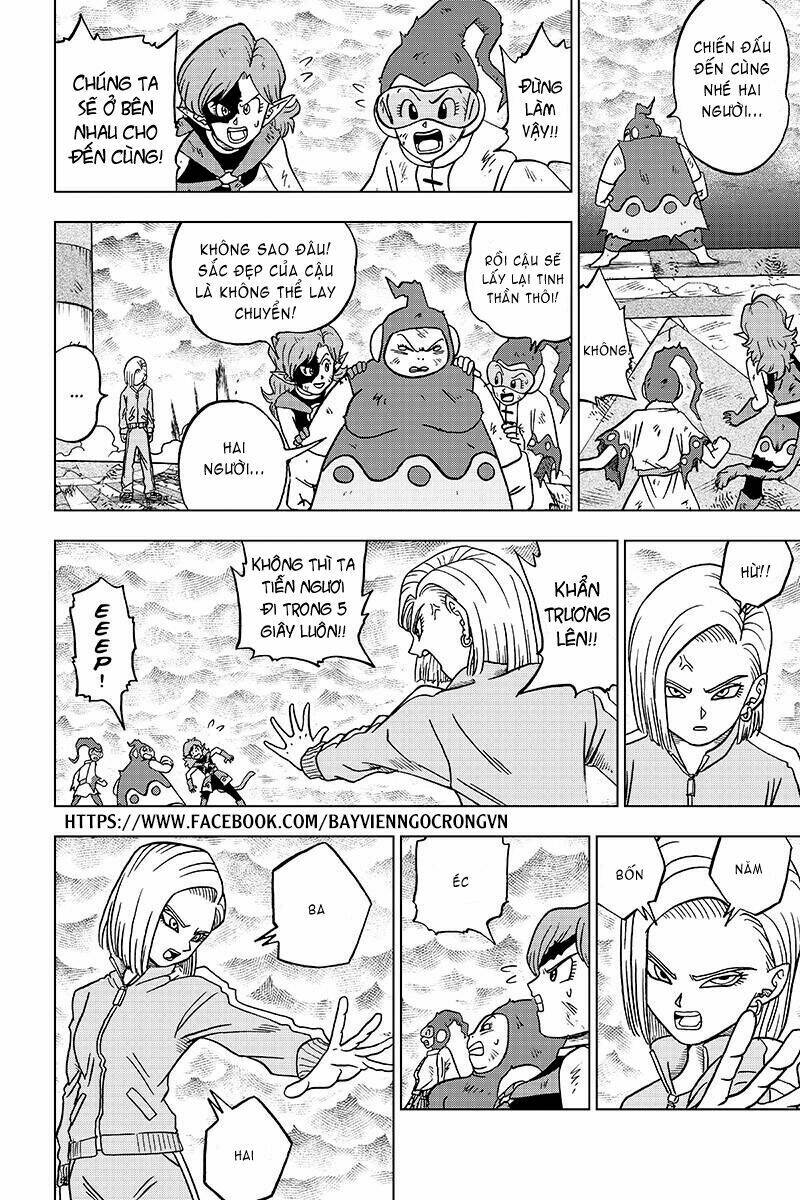 CHIẾN ĐẤU
ĐẾN CÙNG
NHÉ HAI
NGƯỜI...
KHÔNG
ĐỪNG
LÀM
VẬY!!
CHÚNG TA
SẼ Ở BÊN
NHAU CHO
ĐẾN CÙNG!
RỒI CẬU SẼ
LẤY LẠI TINH
THẦN THÔI!
KHÔNG SAO ĐÂU!
SẮC ĐẸP CỦA CẬU
LÀ KHÔNG THỂ LAY
CHUYỂN!
HAI
NGƯỜI...
...
HỪ!!
KHẨN
TRƯƠNG
LÊN!!
KHÔNG THÌ TA
TIỄN NGƯƠI
ĐI TRONG 5
GIÂY LUÔN!!
EEEP!
HTTPS://WWW.FACEBOOK.COM/BAYVIENNGOCRONGVN
NĂM
BỐN
ÉC
BA
HAI